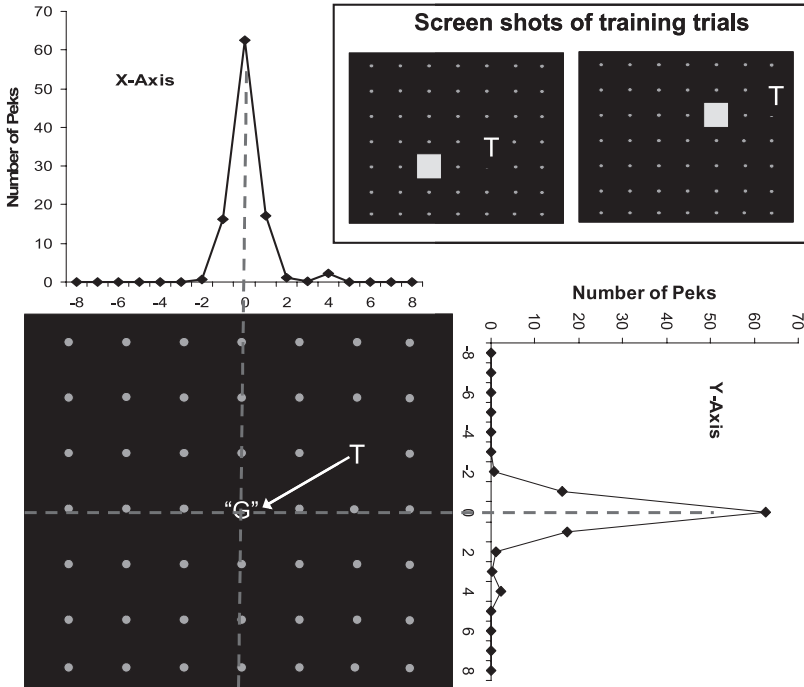 70
60
50
40
30
20
10
0
Number of Peks
X-Axis
-8 -6 -4 -2 0 2 4 6 8
Screen shots of training trials
T
T
Number of Peks
0 10 20 30 40 50 60 70
-8
-6
-4
-2
0
2
4
6
8
Y-Axis
T
“G”